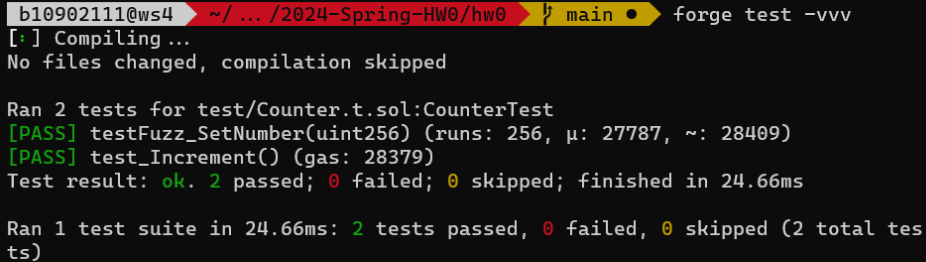 b10902111@ws4 ~/ … /2024-Spring-HW0/hw0 main ● forge test -vvv
[⠃] Compiling...
No files changed, compilation skipped
Ran 2 tests for test/Counter.t.sol:CounterTest
[PASS] testFuzz_SetNumber(uint256) (runs: 256, μ: 27787, ~: 28409)
[PASS] test_Increment() (gas: 28379)
Test result: ok. 2 passed; 0 failed; 0 skipped; finished in 24.66ms
Ran 1 test suite in 24.66ms: 2 tests passed, 0 failed, 0 skipped (2 total tes
ts)